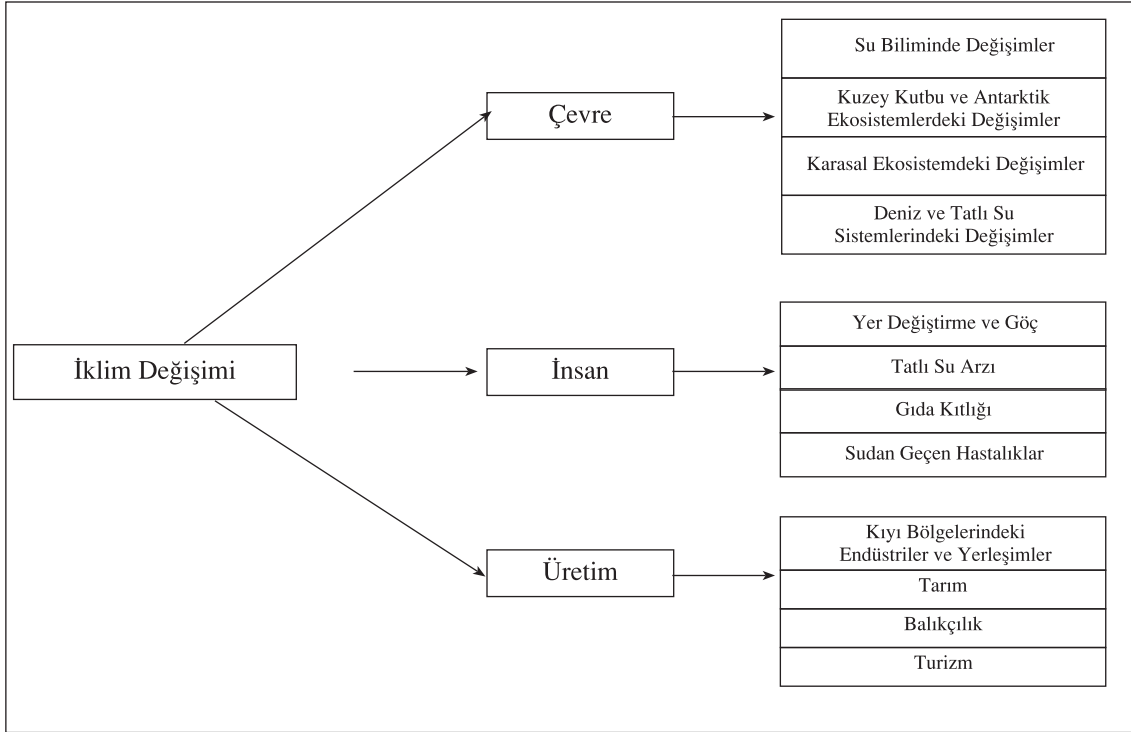 Su Biliminde Değişimler
Çevre
Kuzey Kutbu ve Antarktik
Ekosistemlerdeki Değişimler
Karasal Ekosistemdeki Değişimler
Deniz ve Tatlı Su
Sistemlerindeki Değişimler
İklim Değişimi
İnsan
Yer Değiştirme ve Göç
Tatlı Su Arzı
Gıda Kıtlığı
Sudan Geçen Hastalıklar
Üretim
Kıyı Bölgelerindeki
Endüstriler ve Yerleşimler
Tarım
Balıkçılık
Turizm